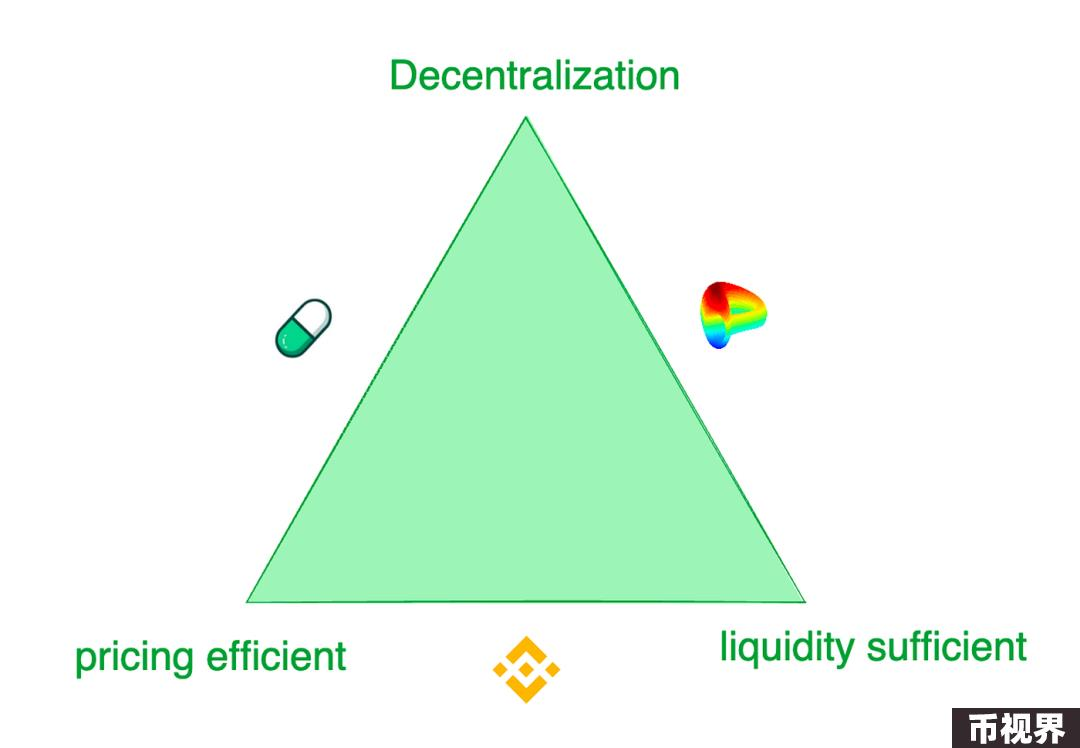 Decentralization
pricing efficient
liquidity sufficient
币视界